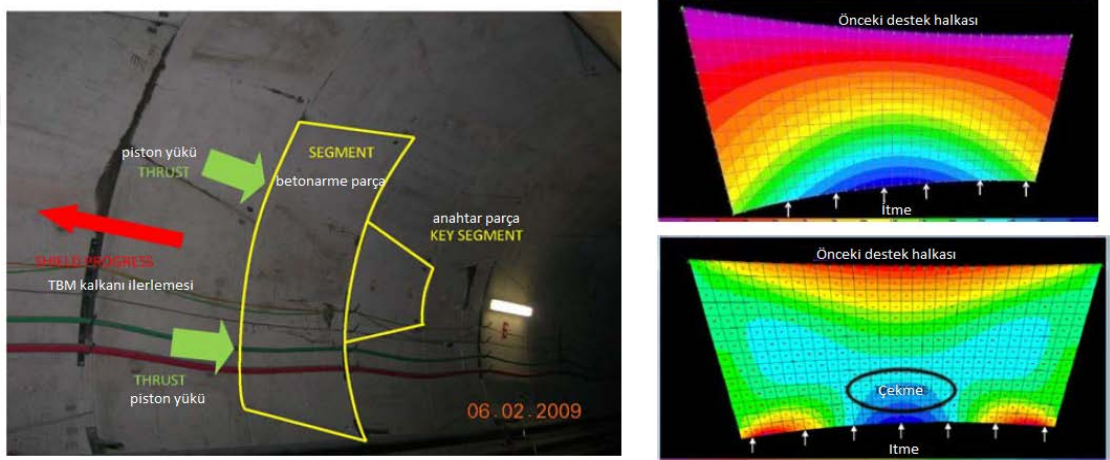 piston yükü
THRUST
SEGMENT
betonarme parça
anahtar parça
KEY SEGMENT
SHIELD PROGRESS
TBM kalkanı ilerlemesi
THRUST
piston yükü
06.02.2009
Önceki destek halkası
İtme
Önceki destek halkası
Çekme
Itme